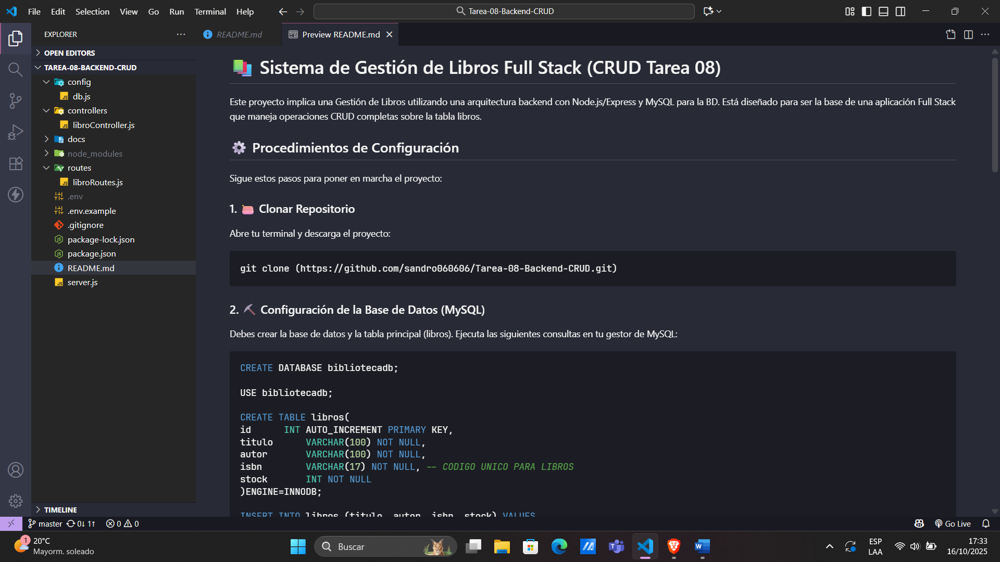 File Edit Selection View Go Run Terminal Help
Tarea-08-Backend-CRUD
EXPLORER
README.md
Preview README.md
OPEN EDITORS
TAREA-08-BACKEND-CRUD
config
db.js
controllers
libroController.js
docs
node_modules
routes
libroRoutes.js
.env
.env.example
.gitignore
package-lock.json
package.json
README.md
server.js
TIMELINE
Sistema de Gestión de Libros Full Stack (CRUD Tarea 08)
Este proyecto implica una Gestión de Libros utilizando una arquitectura backend con Node.js/Express y MySQL para la BD. Está diseñado para ser la base de una aplicación Full Stack
que maneja operaciones CRUD completas sobre la tabla libros.
Procedimientos de Configuración
Sigue estos pasos para poner en marcha el proyecto:
1. Clonar Repositorio
Abre tu terminal y descarga el proyecto:
git clone (https://github.com/sandro060606/Tarea-08-Backend-CRUD.git)
2. Configuración de la Base de Datos (MySQL)
Debes crear la base de datos y la tabla principal (libros). Ejecuta las siguientes consultas en tu gestor de MySQL:
CREATE DATABASE bibliotecadb;
USE bibliotecadb;
CREATE TABLE libros(
id INT AUTO_INCREMENT PRIMARY KEY,
titulo VARCHAR(100) NOT NULL,
autor VARCHAR(100) NOT NULL,
isbn VARCHAR(17) NOT NULL, -- CODIGO UNICO PARA LIBROS
stock INT NOT NULL
)ENGINE=INNODB;
INSERT INTO libros (titulo, autor, isbn, stock) VALUES
master 0↓ 1↑ 0 0
Go Live
1
20°C
Mayorm. soleado
Buscar
ESP
LAA
17:33
16/10/2025